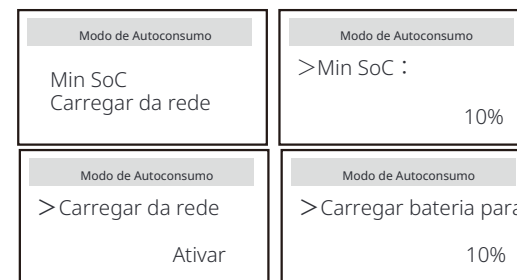 Modo de Autoconsumo
Min SoC
Carregar da rede
Modo de Autoconsumo
>Min SoC：
10%
Modo de Autoconsumo
>Carregar da rede
Ativar
Modo de Autoconsumo
>Carregar bateria para
10%